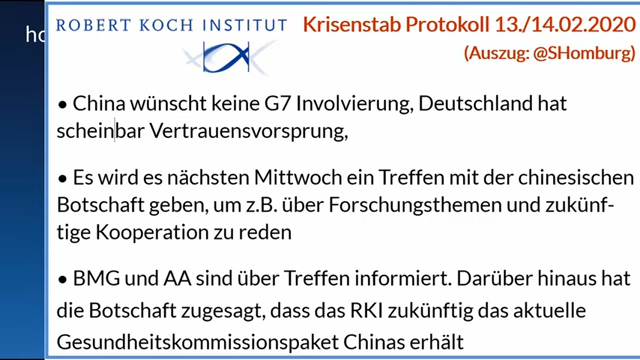 ROBERT KOCH INSTITUT
Krisenstab Protokoll 13./14.02.2020
(Auszug: @SHomburg)
ho
• China wünscht keine G7 Involvierung, Deutschland hat
scheinbar Vertrauensvorsprung,
• Es wird es nächsten Mittwoch ein Treffen mit der chinesischen
Botschaft geben, um z.B. über Forschungsthemen und zukünf-
tige Kooperation zu reden
• BMG und AA sind über Treffen informiert. Darüber hinaus hat
die Botschaft zugesagt, dass das RKI zukünftig das aktuelle
Gesundheitskommissionspaket Chinas erhält